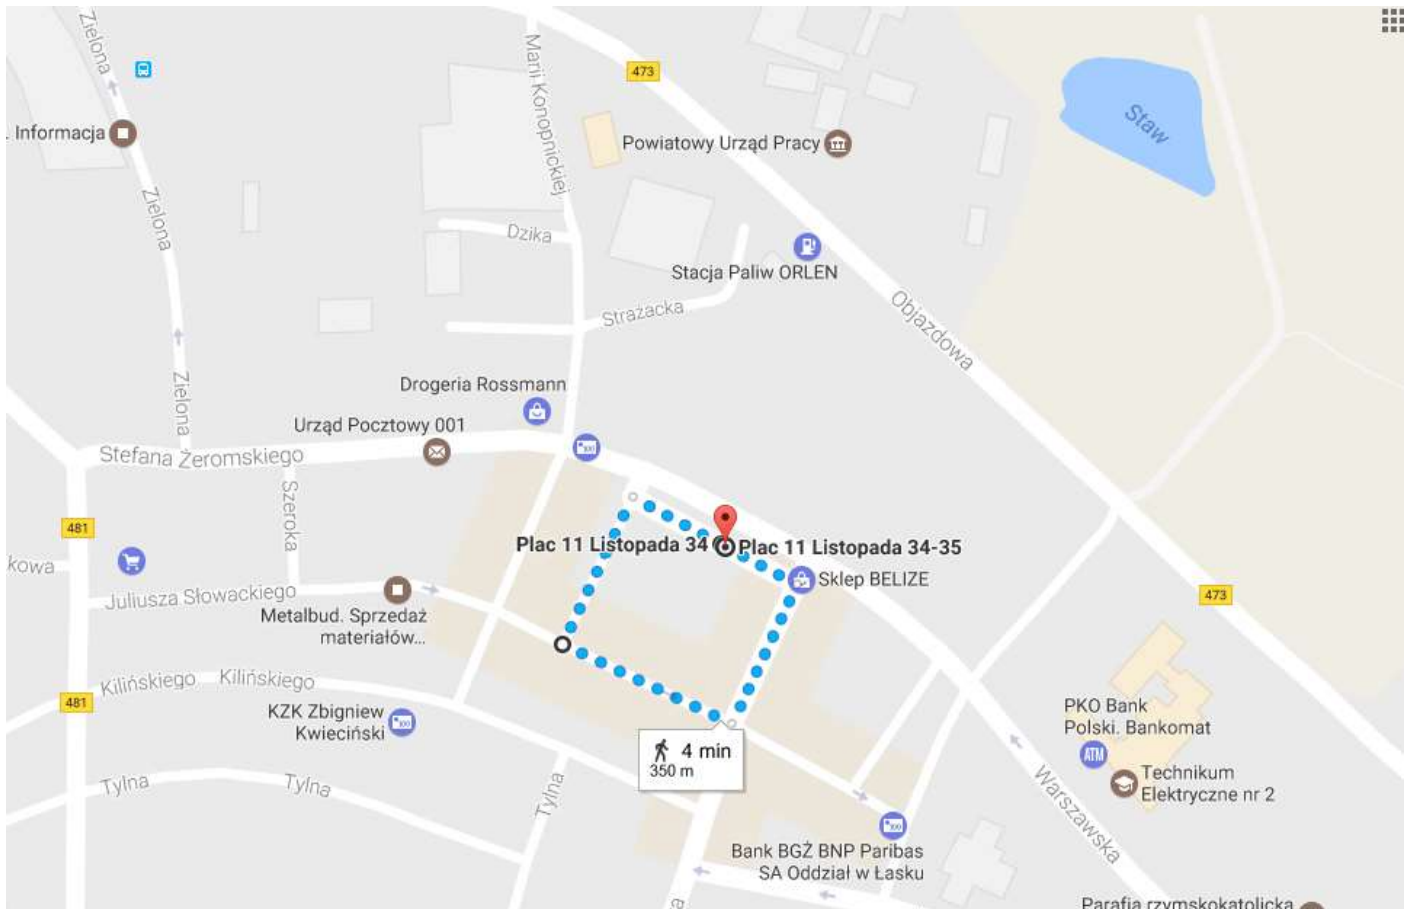 Zielona
Marii Konopnickiej
473
. Informacja
Powiatowy Urząd Pracy
Staw
Zielona
Dzika
Stacja Paliw ORLEN
Strażacka
Objazdowa
Zielona
Drogeria Rossmann
Urząd Pocztowy 001
Stefana Żeromskiego
Szeroka
481
Plac 11 Listopada 34
Plac 11 Listopada 34-35
kowa
Sklep BELIZE
Juliusza Słowackiego
473
Metalbud. Sprzedaż
materiałów...
Kilińskiego
Kilińskiego
481
KZK Zbigniew
Kwieciński
PKO Bank
Polski. Bankomat
ATM
4 min
350 m
Technikum
Elektryczne nr 2
Tylna
Tylna
Tylna
Warszawska
Bank BGŻ BNP Paribas
SA Oddział w Łasku
Parafia rzymskokatolicka
a